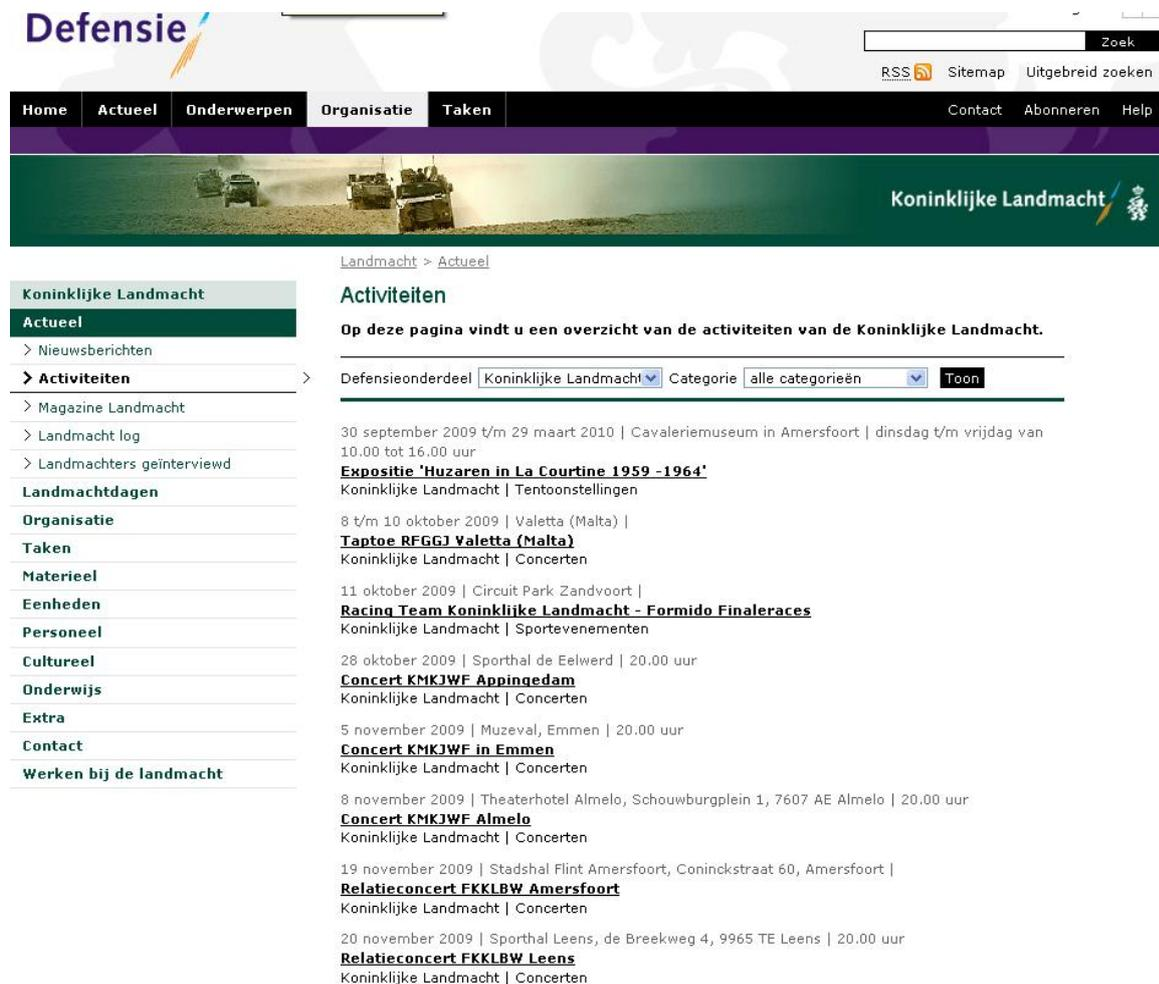 Defensie
Zoek
RSS Sitemap Uitgebreid zoeken
Home Actueel Onderwerpen Organisatie Taken Contact Abonneren Help
Koninklijke Landmacht
Landmacht > Actueel
Koninklijke Landmacht
Actueel
> Nieuwsberichten
> Activiteiten >
> Magazine Landmacht
> Landmacht log
> Landmachters geïnterviewd
Landmachtdagen
Organisatie
Taken
Materieel
Eenheden
Personeel
Cultureel
Onderwijs
Extra
Contact
Werken bij de landmacht
Activiteiten
Op deze pagina vindt u een overzicht van de activiteiten van de Koninklijke Landmacht.
Defensieonderdeel Koninklijke Landmacht Categorie alle categorieën Toon
30 september 2009 t/m 29 maart 2010 | Cavaleriemuseum in Amersfoort | dinsdag t/m vrijdag van
10.00 tot 16.00 uur
Expositie 'Huzaren in La Courtine 1959 -1964'
Koninklijke Landmacht | Tentoonstellingen
8 t/m 10 oktober 2009 | Valetta (Malta) |
Taptoe RFGGJ Valetta (Malta)
Koninklijke Landmacht | Concerten
11 oktober 2009 | Circuit Park Zandvoort |
Racing Team Koninklijke Landmacht - Formido Finaleraces
Koninklijke Landmacht | Sportevenementen
28 oktober 2009 | Sporthal de Eelwerd | 20.00 uur
Concert KMKJWF Appingedam
Koninklijke Landmacht | Concerten
5 november 2009 | Muzeval, Emmen | 20.00 uur
Concert KMKJWF in Emmen
Koninklijke Landmacht | Concerten
8 november 2009 | Theaterhotel Almelo, Schouwburgplein 1, 7607 AE Almelo | 20.00 uur
Concert KMKJWF Almelo
Koninklijke Landmacht | Concerten
19 november 2009 | Stadshal Flint Amersfoort, Coninckstraat 60, Amersfoort |
Relatieconcert FKKLBW Amersfoort
Koninklijke Landmacht | Concerten
20 november 2009 | Sporthal Leens, de Breekweg 4, 9965 TE Leens | 20.00 uur
Relatieconcert FKKLBW Leens
Koninklijke Landmacht | Concerten